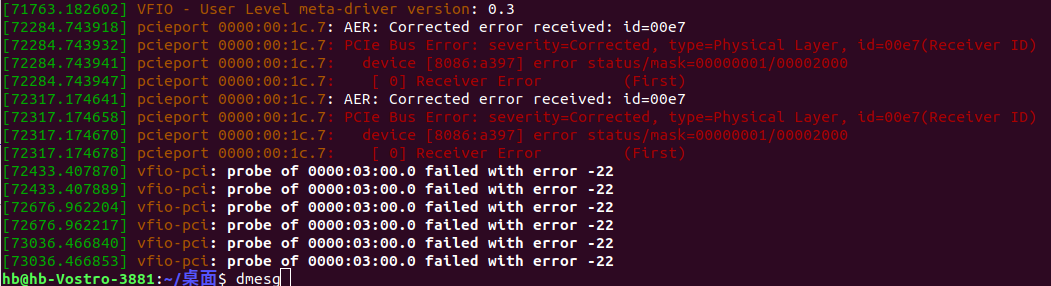 [71763.182602] VFIO - User Level meta-driver version: 0.3
[72284.743918] pcieport 0000:00:1c.7: AER: Corrected error received: id=00e7
[72284.743932] pcieport 0000:00:1c.7: PCIe Bus Error: severity=Corrected, type=Physical Layer, id=00e7(Receiver ID)
[72284.743941] pcieport 0000:00:1c.7:   device [8086:a397] error status/mask=00000001/00002000
[72284.743947] pcieport 0000:00:1c.7:    [ 0] Receiver Error         (First)
[72317.174641] pcieport 0000:00:1c.7: AER: Corrected error received: id=00e7
[72317.174658] pcieport 0000:00:1c.7: PCIe Bus Error: severity=Corrected, type=Physical Layer, id=00e7(Receiver ID)
[72317.174670] pcieport 0000:00:1c.7:   device [8086:a397] error status/mask=00000001/00002000
[72317.174678] pcieport 0000:00:1c.7:    [ 0] Receiver Error         (First)
[72433.407870] vfio-pci: probe of 0000:03:00.0 failed with error -22
[72433.407889] vfio-pci: probe of 0000:03:00.0 failed with error -22
[72676.962204] vfio-pci: probe of 0000:03:00.0 failed with error -22
[72676.962217] vfio-pci: probe of 0000:03:00.0 failed with error -22
[73036.466840] vfio-pci: probe of 0000:03:00.0 failed with error -22
[73036.466853] vfio-pci: probe of 0000:03:00.0 failed with error -22
hb@hb-Vostro-3881:~/桌面$ dmesg